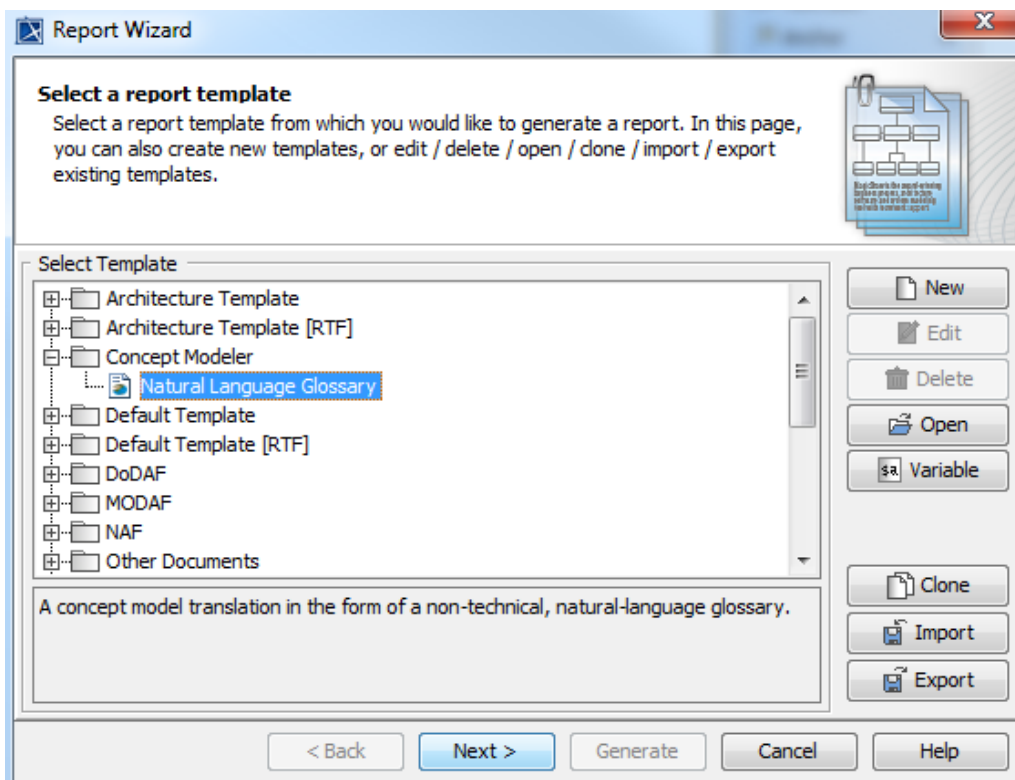 Report Wizard
Select a report template
Select a report template from which you would like to generate a report. In this page,
you can also create new templates, or edit / delete / open / clone / import / export
existing templates.
Select Template
Architecture Template
Architecture Template [RTF]
Concept Modeler
Natural Language Glossary
Default Template
Default Template [RTF]
DoDAF
MODAF
NAF
Other Documents
A concept model translation in the form of a non-technical, natural-language glossary.
New
Edit
Delete
Open
$a Variable
Clone
Import
Export
< Back
Next >
Generate
Cancel
Help